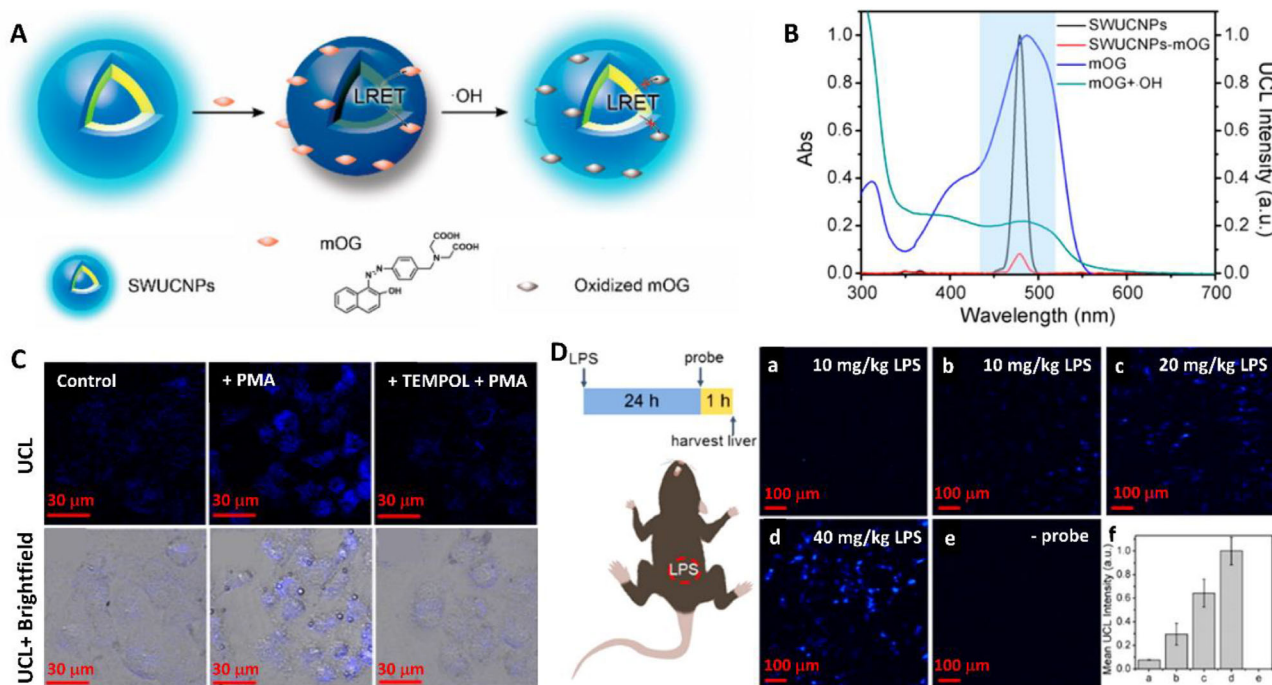 A
LRET
·OH
LRET
SWUCNPs
mOG
COOH
COOH
N
N
N
OH
Oxidized mOG
B
SWUCNPs
SWUCNPs-mOG
mOG
mOG+·OH
1.0
0.8
0.6
0.4
0.2
0.0
Abs
1.0
0.8
0.6
0.4
0.2
0.0
UCL Intensity (a.u.)
300 400 500 600 700
Wavelength (nm)
C
Control
+ PMA
+ TEMPOL + PMA
UCL
30 μm
30 μm
30 μm
UCL+ Brightfield
30 μm
30 μm
30 μm
D
LPS
probe
24 h
1 h
harvest liver
LPS
a
10 mg/kg LPS
100 μm
b
10 mg/kg LPS
100 μm
c
20 mg/kg LPS
100 μm
d
40 mg/kg LPS
100 μm
e
- probe
100 μm
f
Mean UCL Intensity (a.u.)
1.0
0.8
0.6
0.4
0.2
0.0
a b c d e